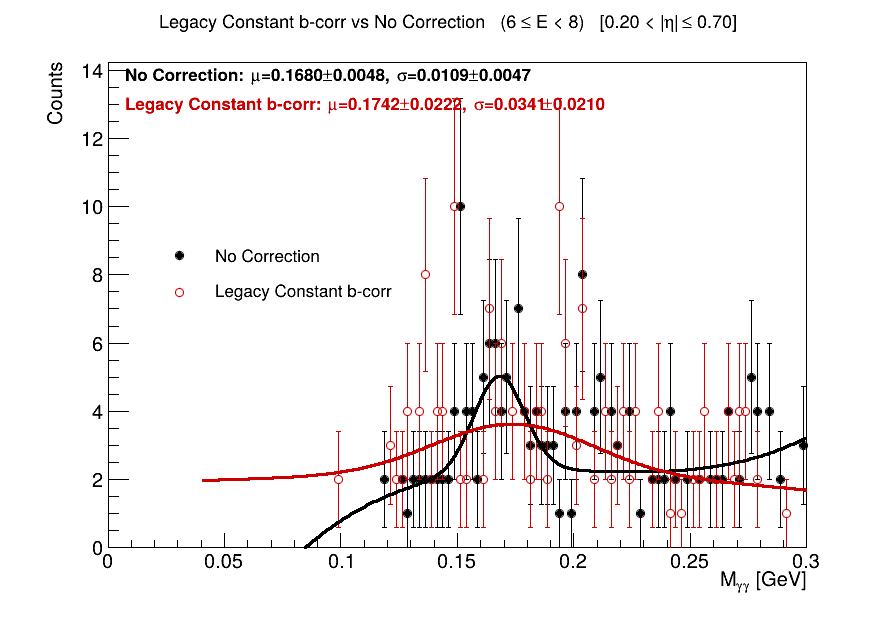 Legacy Constant b-corr vs No Correction (6 ≤ E < 8) [0.20 < |η| ≤ 0.70]
Counts
14
12
10
8
6
4
2
0
No Correction: μ=0.1680±0.0048, σ=0.0109±0.0047
Legacy Constant b-corr: μ=0.1742±0.0222, σ=0.0341±0.0210
No Correction
Legacy Constant b-corr
0 0.05 0.1 0.15 0.2 0.25 0.3
Mγγ [GeV]